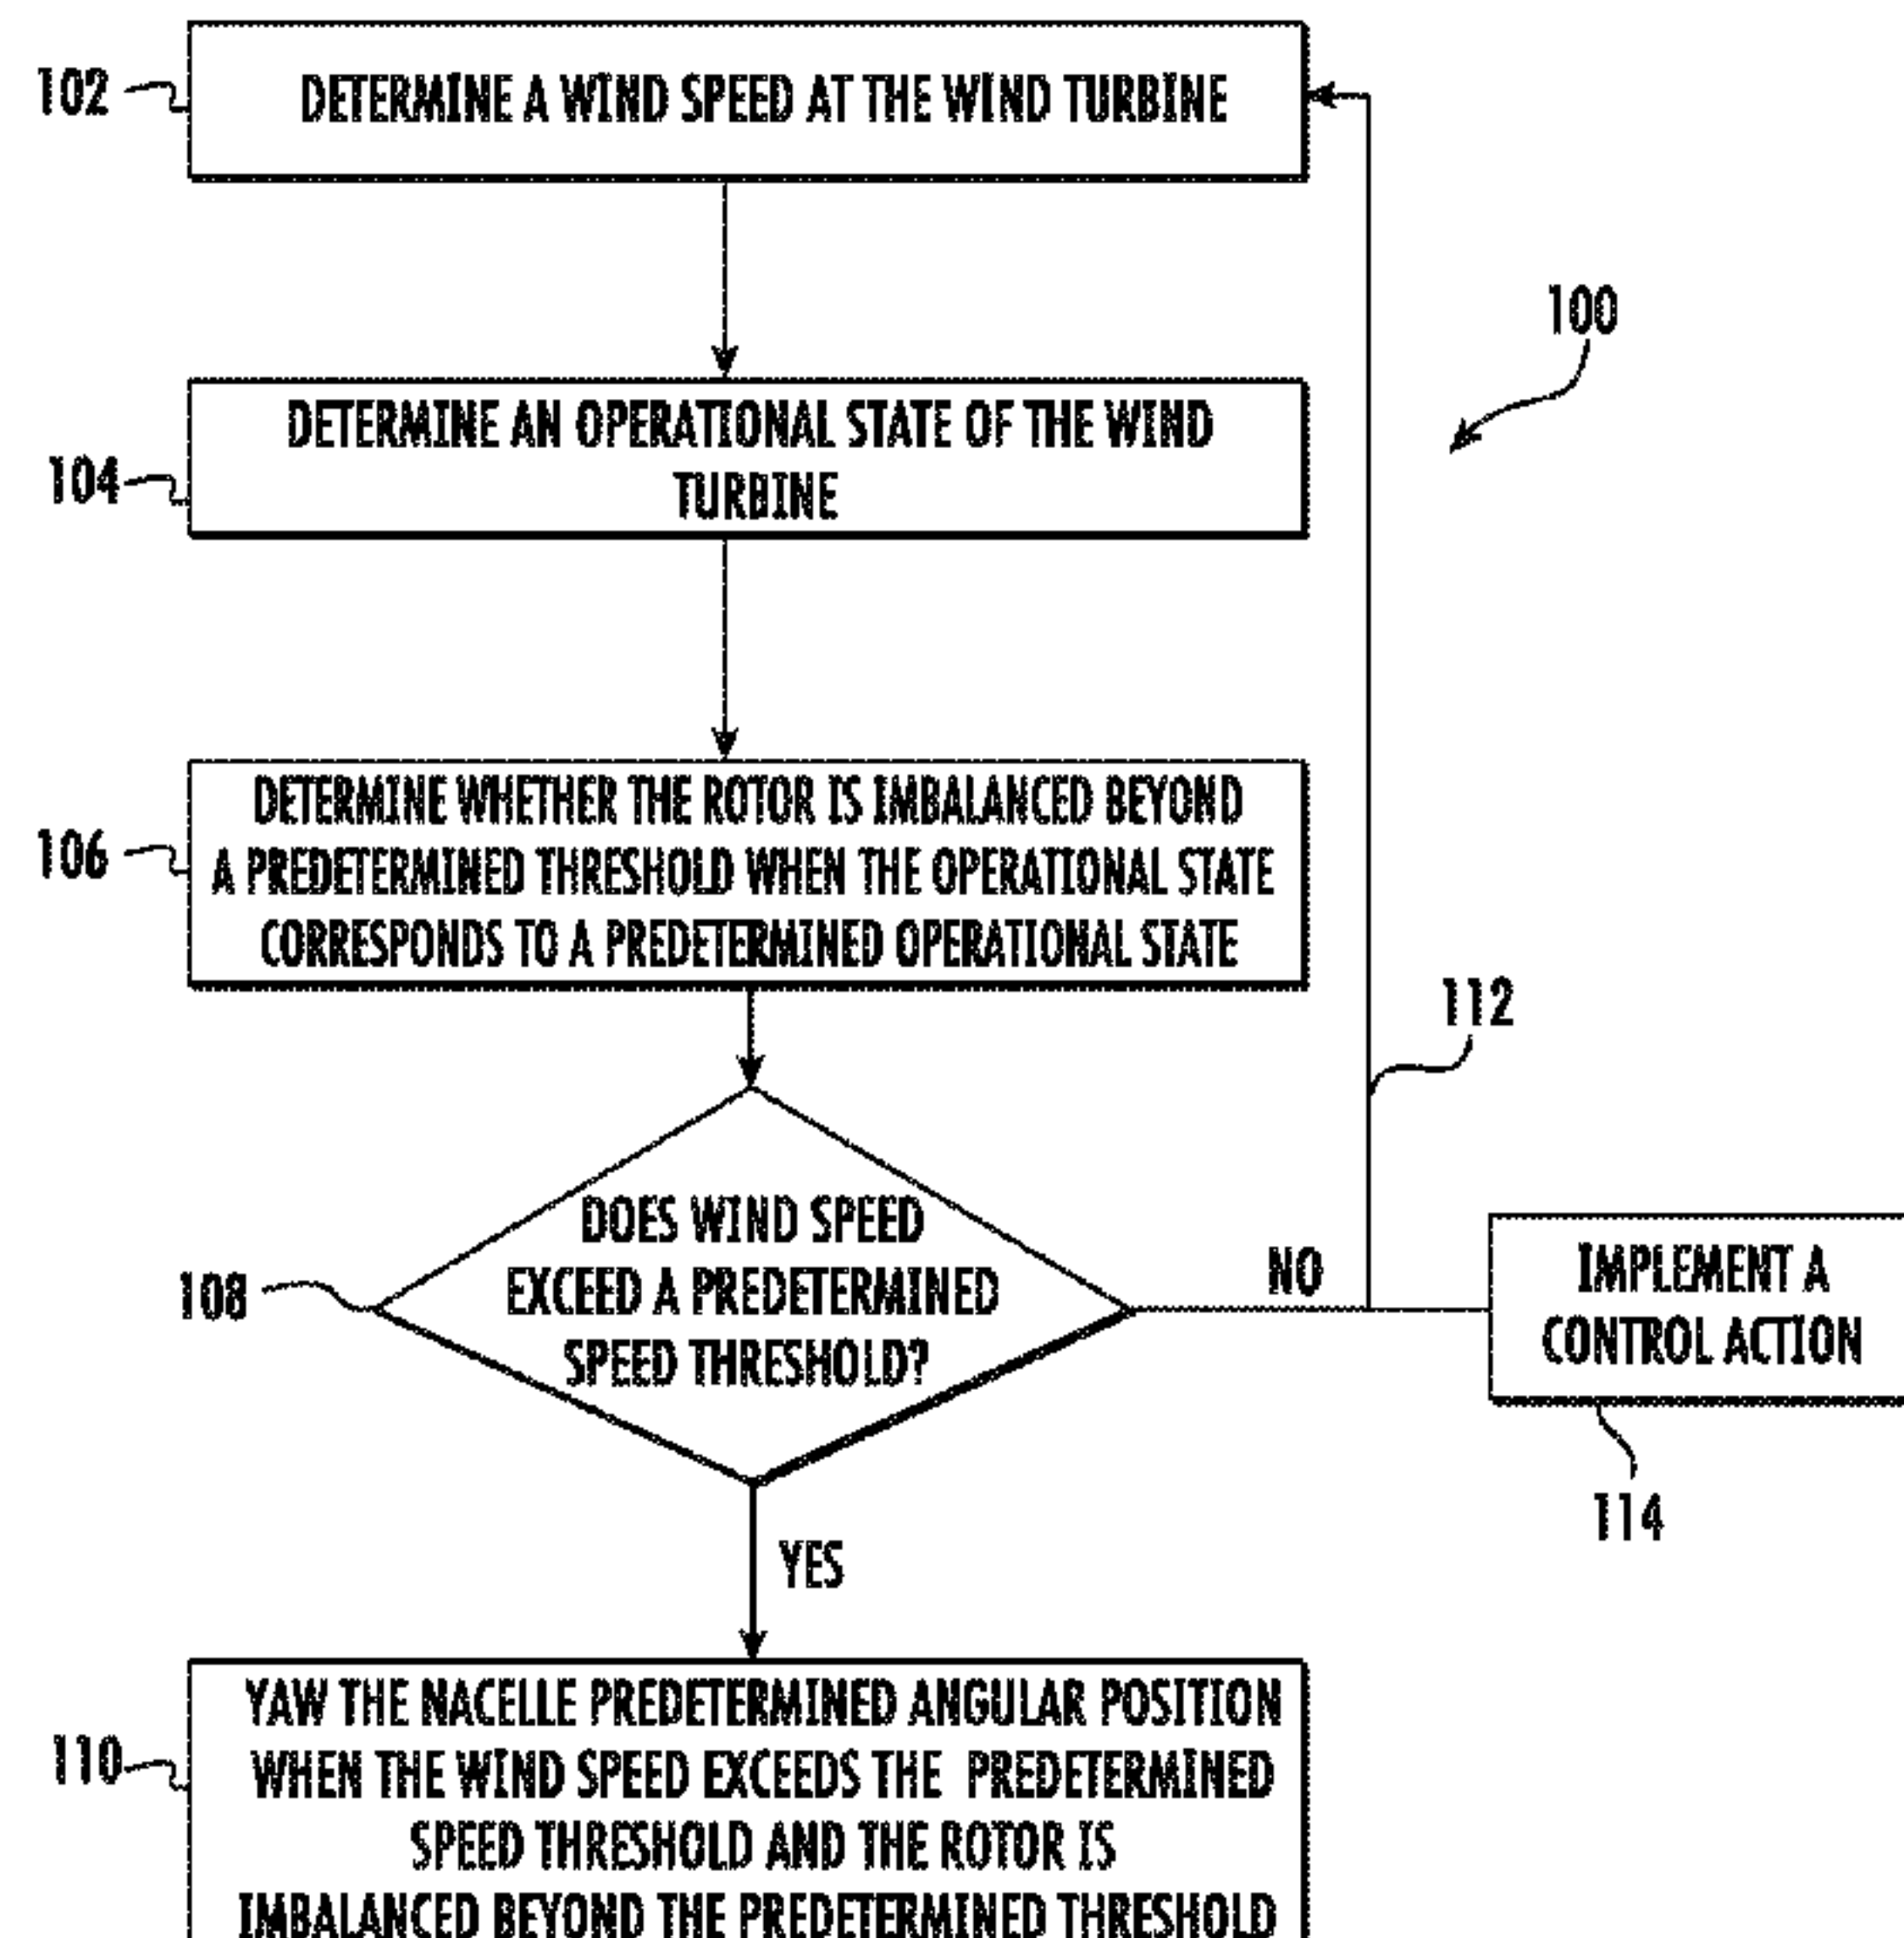 102
DETERMINE A WIND SPEED AT THE WIND TURBINE
100
DETERMINE AN OPERATIONAL STATE OF THE WIND
TURBINE
104
DETERMINE WHETHER THE ROTOR IS IMBALANCED BEYOND
A PREDETERMINED THRESHOLD WHEN THE OPERATIONAL STATE
CORRESPONDS TO A PREDETERMINED OPERATIONAL STATE
106
112
DOES WIND SPEED
EXCEED A PREDETERMINED
SPEED THRESHOLD?
108
NO
IMPLEMENT A
CONTROL ACTION
114
YES
YAW THE NACELLE PREDETERMINED ANGULAR POSITION
WHEN THE WIND SPEED EXCEEDS THE PREDETERMINED
SPEED THRESHOLD AND THE ROTOR IS
IMBALANCED BEYOND THE PREDETERMINED THRESHOLD
110